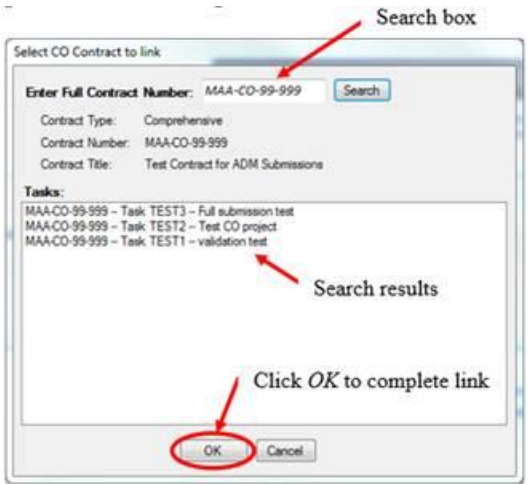 Search box
Select CO Contract to link
Enter Full Contract Number: MAA-CO-99-999 Search
Contract Type: Comprehensive
Contract Number: MAA-CO-99-999
Contract Title: Test Contract for ADM Submissions
Tasks:
MAA-CO-99-999 – Task TEST3 – Full submission test
MAA-CO-99-999 – Task TEST2 – Test CO project
MAA-CO-99-999 – Task TEST1 – validation test
Search results
Click OK to complete link
OK Cancel